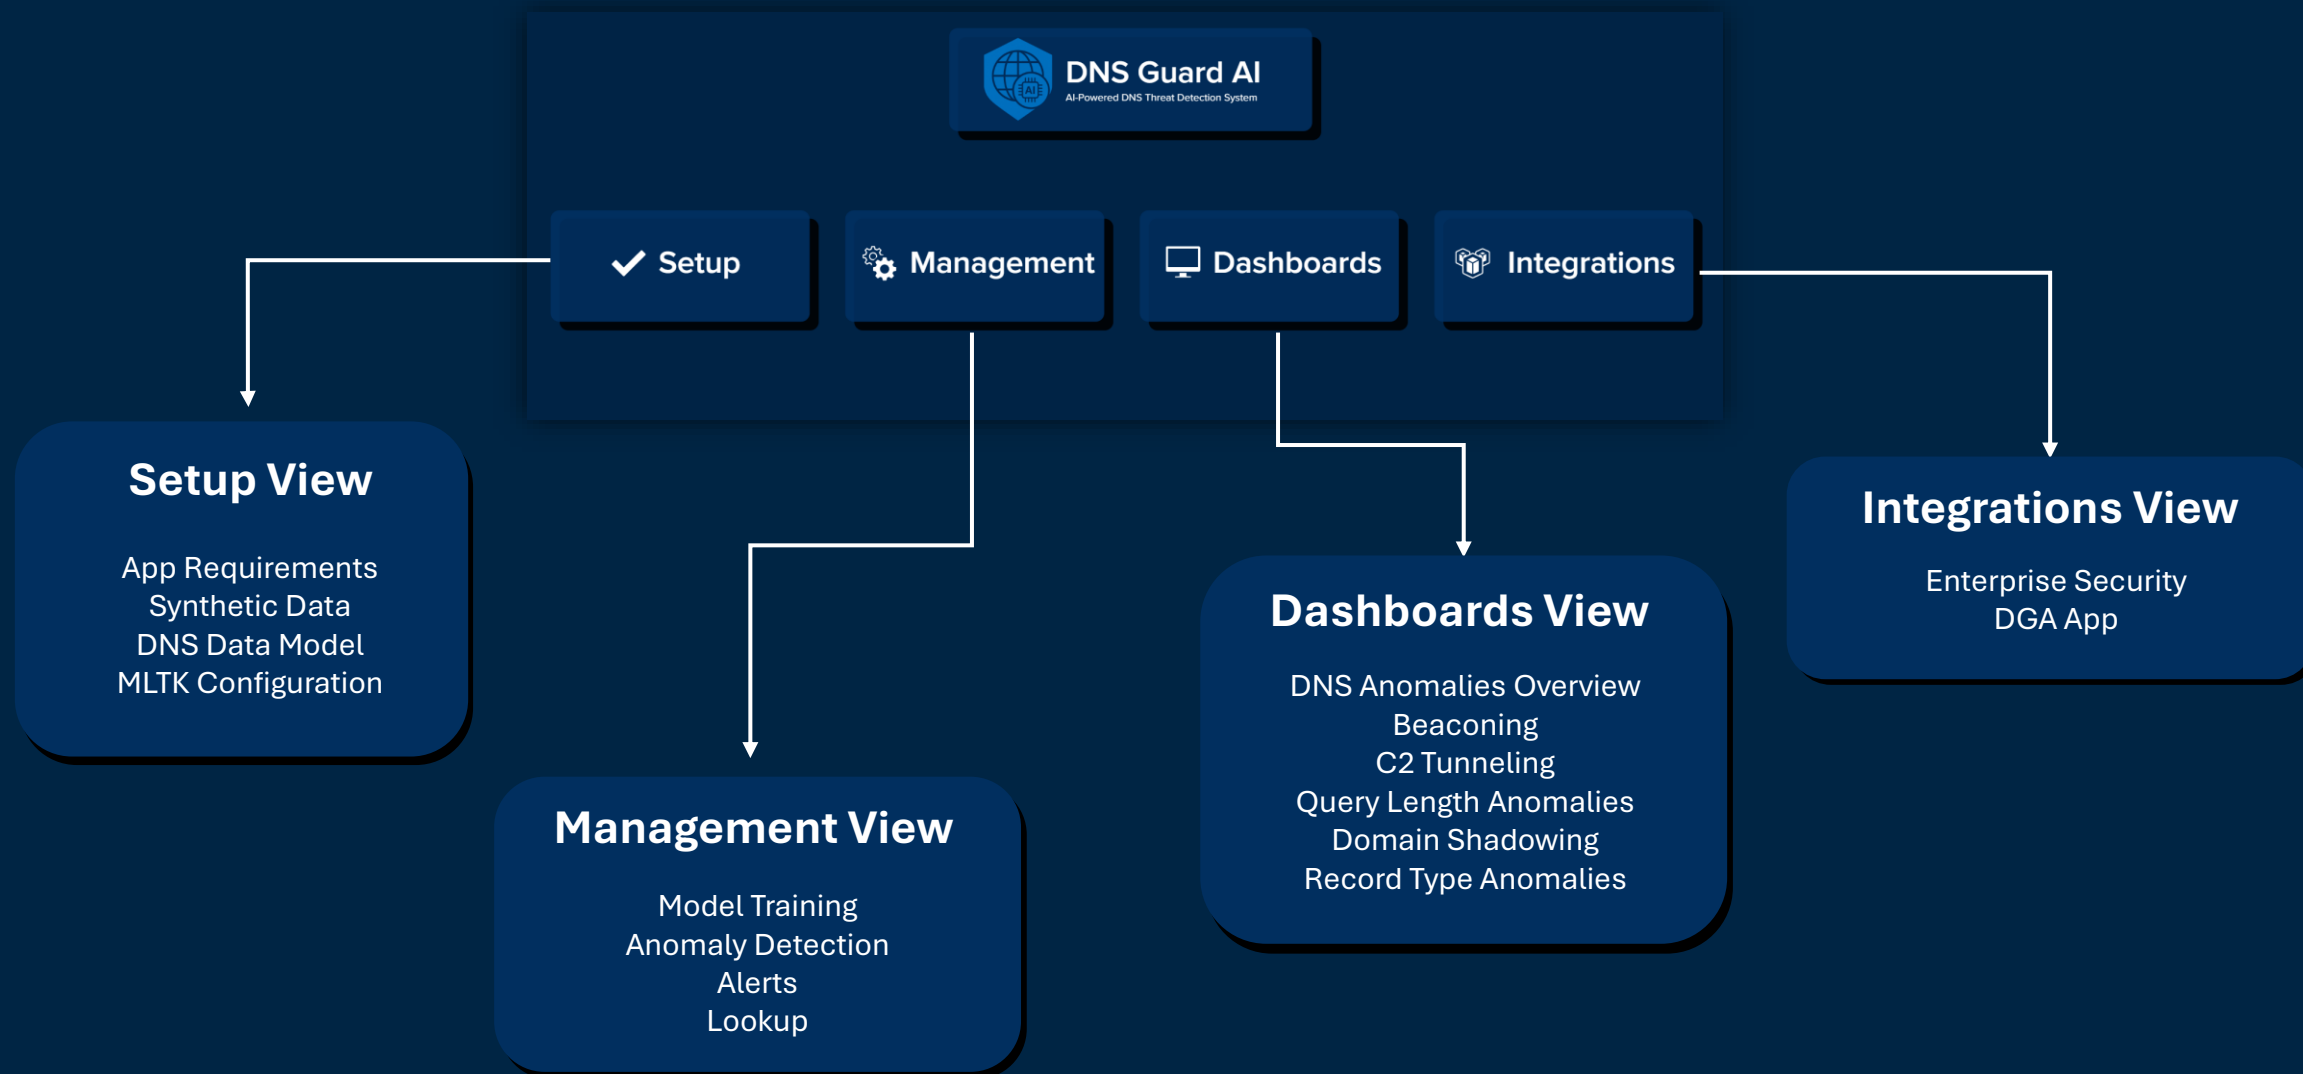 DNS Guard AI
AI-Powered DNS Threat Detection System
AI
Setup
Management
Dashboards
Integrations
Setup View
App Requirements
Synthetic Data
DNS Data Model
MLTK Configuration
Management View
Model Training
Anomaly Detection
Alerts
Lookup
Dashboards View
DNS Anomalies Overview
Beaconing
C2 Tunneling
Query Length Anomalies
Domain Shadowing
Record Type Anomalies
Integrations View
Enterprise Security
DGA App